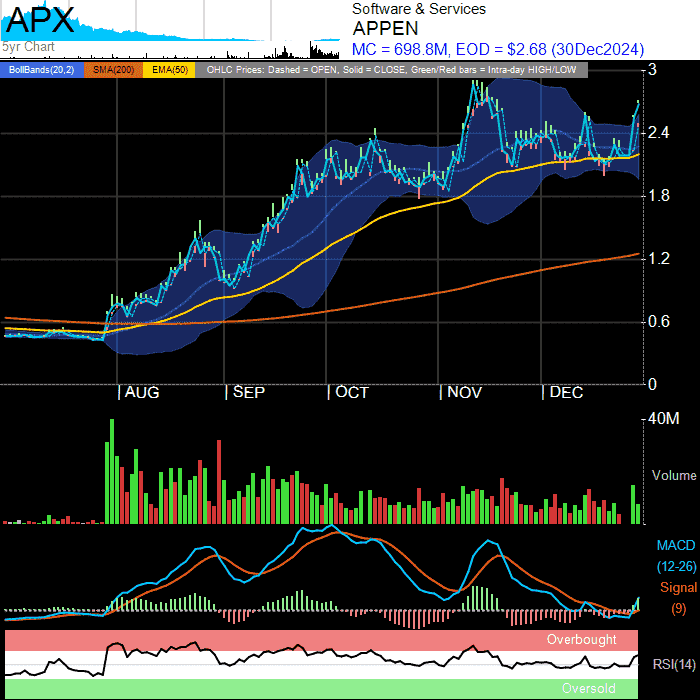 APX
5yr Chart
Software & Services
APPEN
MC = 698.8M, EOD = $2.68 (30Dec2024)
BollBands(20,2) SMA(200) EMA(50) OHLC Prices: Dashed = OPEN, Solid = CLOSE, Green/Red bars = Intra-day HIGH/LOW
3
2.4
1.8
1.2
0.6
0
AUG SEP OCT NOV DEC
40M
Volume
MACD
(12-26)
Signal
(9)
Overbought
RSI(14)
Oversold